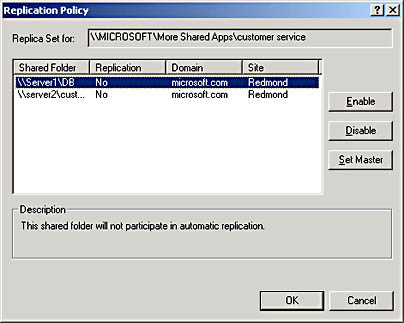 Replication Policy
Replica Set for: \\MICROSOFT\More Shared Apps\customer service
Shared Folder Replication Domain Site
\\Server1\DB No microsoft.com Redmond
\\server2\cust... No microsoft.com Redmond
Enable
Disable
Set Master
Description
This shared folder will not participate in automatic replication.
OK Cancel